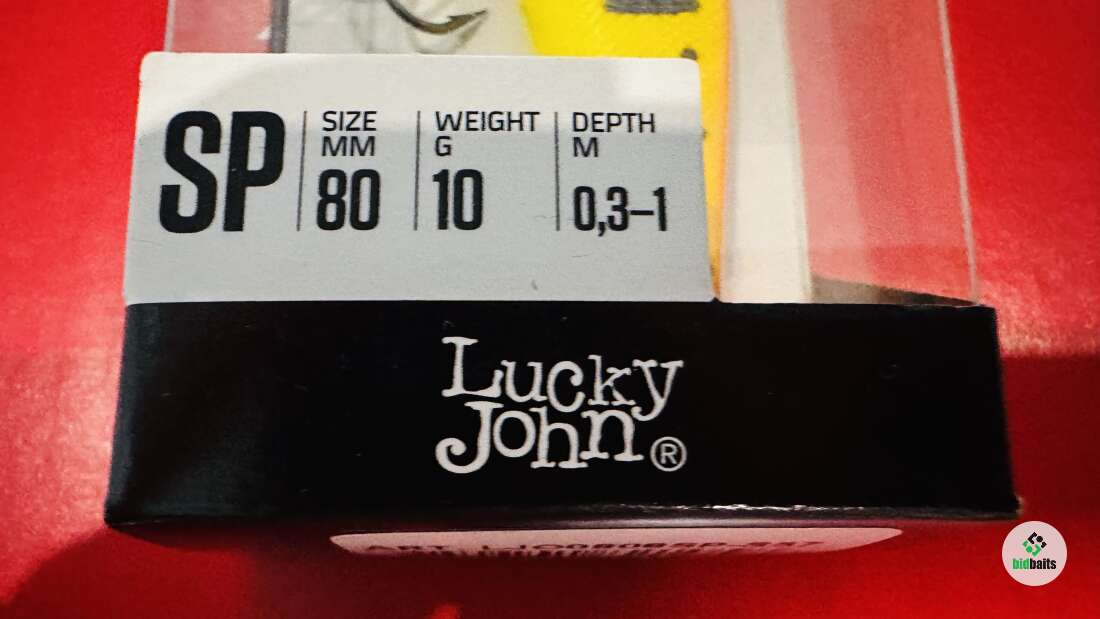 SP
SIZE
MM
80
WEIGHT
G
10
DEPTH
M
0,3–1
Lucky
John®
bidbaits